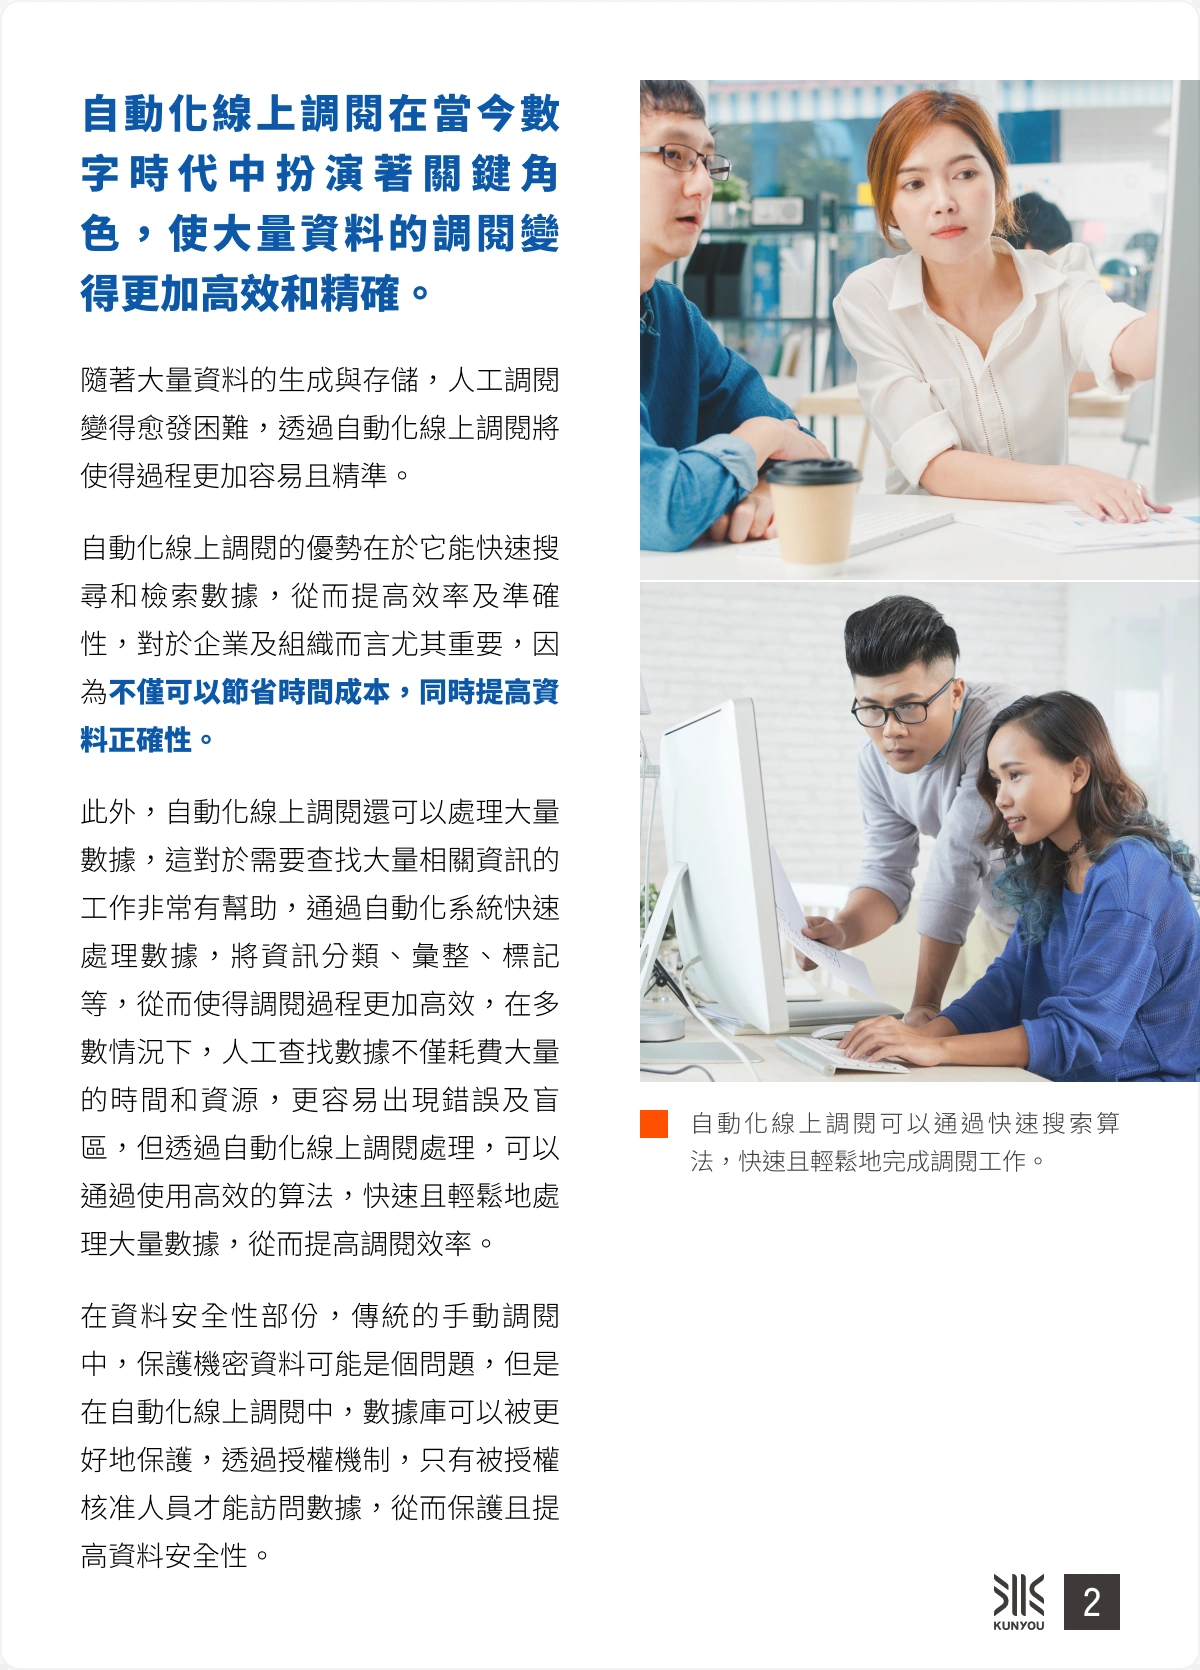 自動化線上調閱在當今數
字時代中扮演著關鍵角
色，使大量資料的調閱變
得更加高效和精確。
隨著大量資料的生成與存儲，人工調閱
變得愈發困難，透過自動化線上調閱將
使得過程更加容易且精準。
自動化線上調閱的優勢在於它能快速搜
尋和檢索數據，從而提高效率及準確
性，對於企業及組織而言尤其重要，因
為不僅可以節省時間成本，同時提高資
料正確性。
此外，自動化線上調閱還可以處理大量
數據，這對於需要查找大量相關資訊的
工作非常有幫助，通過自動化系統快速
處理數據，將資訊分類、彙整、標記
等，從而使得調閱過程更加高效，在多
數情況下，人工查找數據不僅耗費大量
的時間和資源，更容易出現錯誤及盲
區，但透過自動化線上調閱處理，可以
通過使用高效的算法，快速且輕鬆地處
理大量數據，從而提高調閱效率。
在資料安全性部份，傳統的手動調閱
中，保護機密資料可能是個問題，但是
在自動化線上調閱中，數據庫可以被更
好地保護，透過授權機制，只有被授權
核准人員才能訪問數據，從而保護且提
高資料安全性。
自動化線上調閱可以通過快速搜索算
法，快速且輕鬆地完成調閱工作。
KUNYOU
2